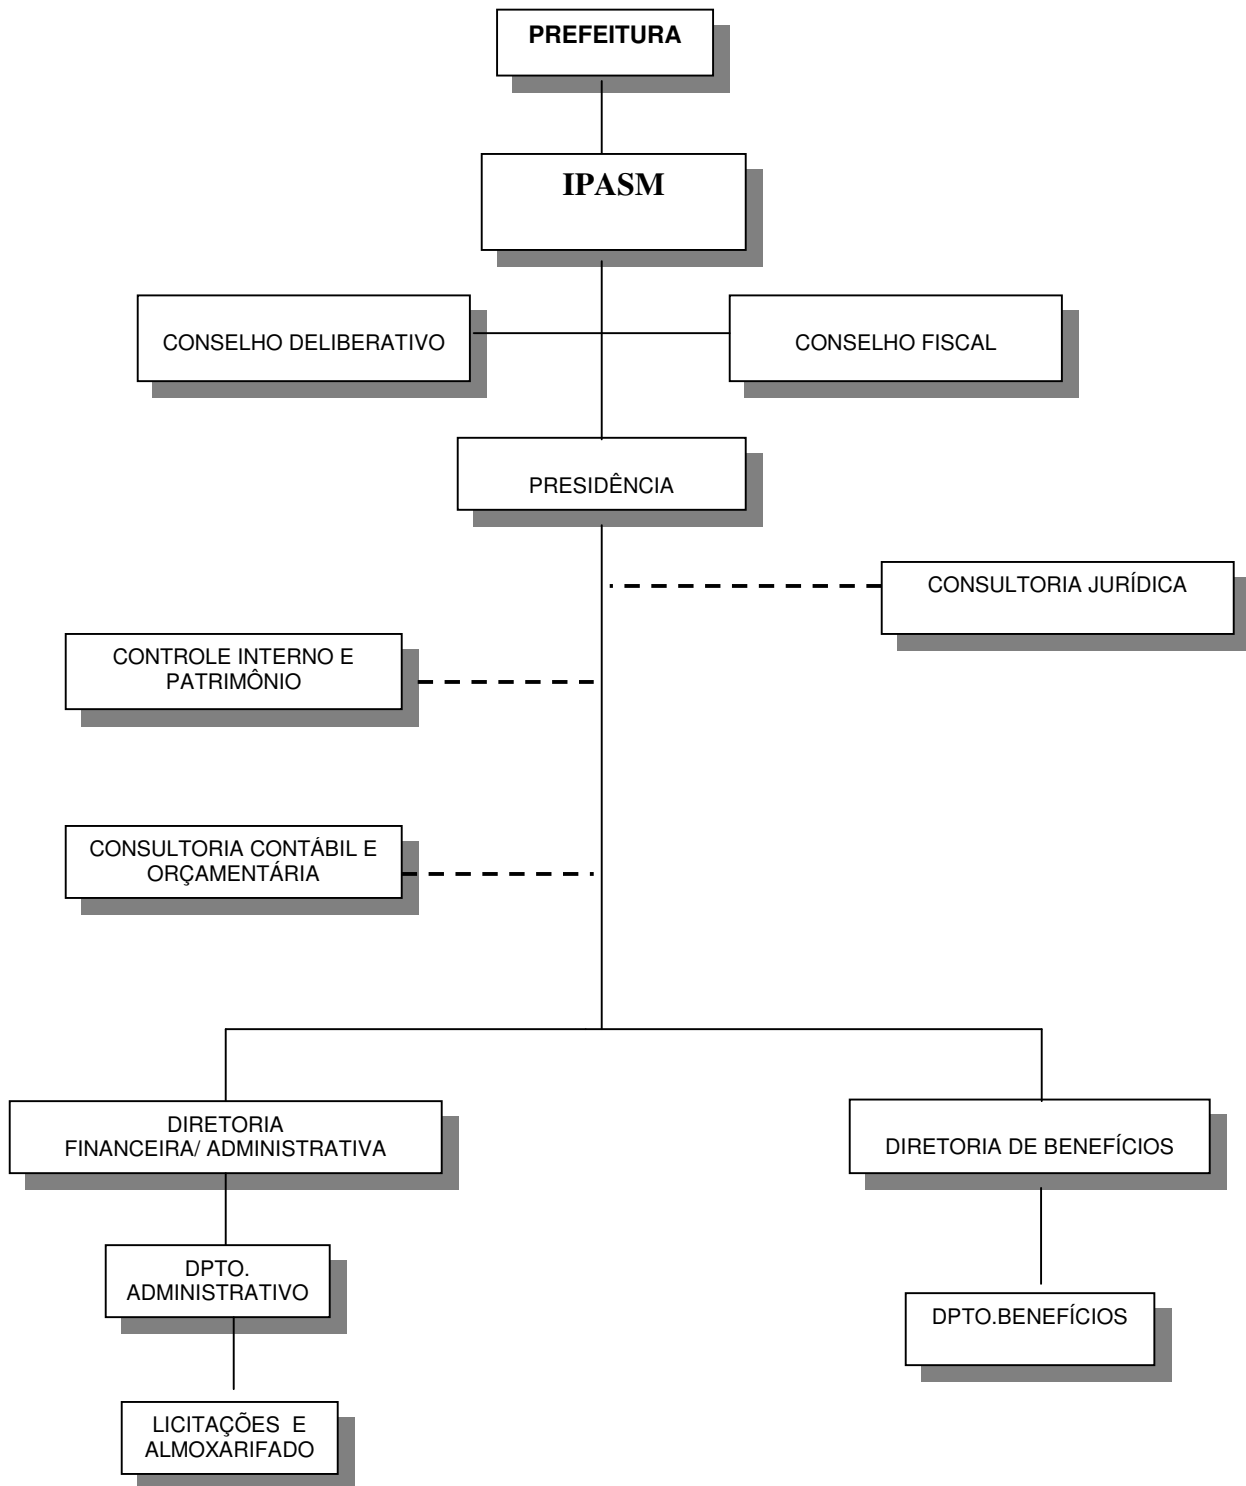 PREFEITURA
IPASM
CONSELHO DELIBERATIVO
CONSELHO FISCAL
PRESIDÊNCIA
CONSULTORIA JURÍDICA
CONTROLE INTERNO E
PATRIMÔNIO
CONSULTORIA CONTÁBIL E
ORÇAMENTÁRIA
DIRETORIA
FINANCEIRA/ ADMINISTRATIVA
DIRETORIA DE BENEFÍCIOS
DPTO.
ADMINISTRATIVO
DPTO.BENEFÍCIOS
LICITAÇÕES E
ALMOXARIFADO